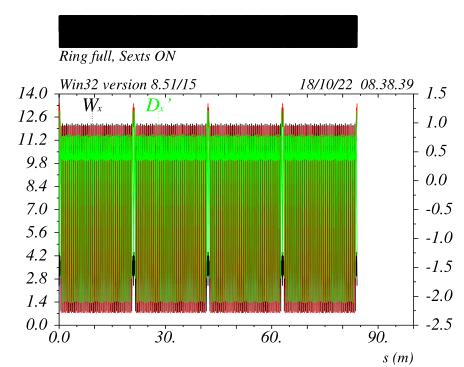 Ring full, Sexts ON
Win32 version 8.51/15 18/10/22 08.38.39
14.0 Wx Dx' 1.5
12.6 1.0
11.2 0.5
9.8 0.0
8.4 -0.5
7.0 -1.0
5.6 -1.5
4.2 -2.0
2.8 -2.5
1.4
0.0
0.0 30. 60. 90.
s (m)